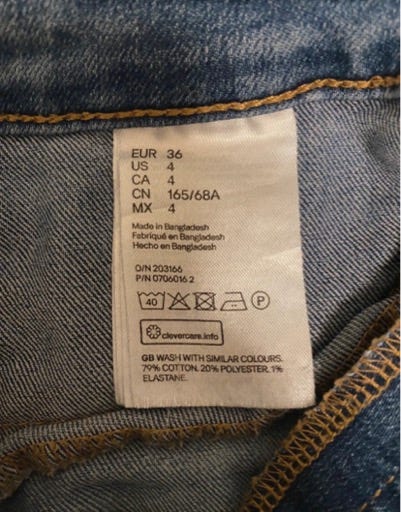 EUR 36
US 4
CA 4
CN 165/68A
MX 4
Made in Bangladesh
Fabriqué en Bangladesh
Hecho en Bangladesh
O/N 203166
P/N 0706016 2
40 P
clevercare.info
GB WASH WITH SIMILAR COLOURS.
79% COTTON. 20% POLYESTER. 1%
ELASTANE.